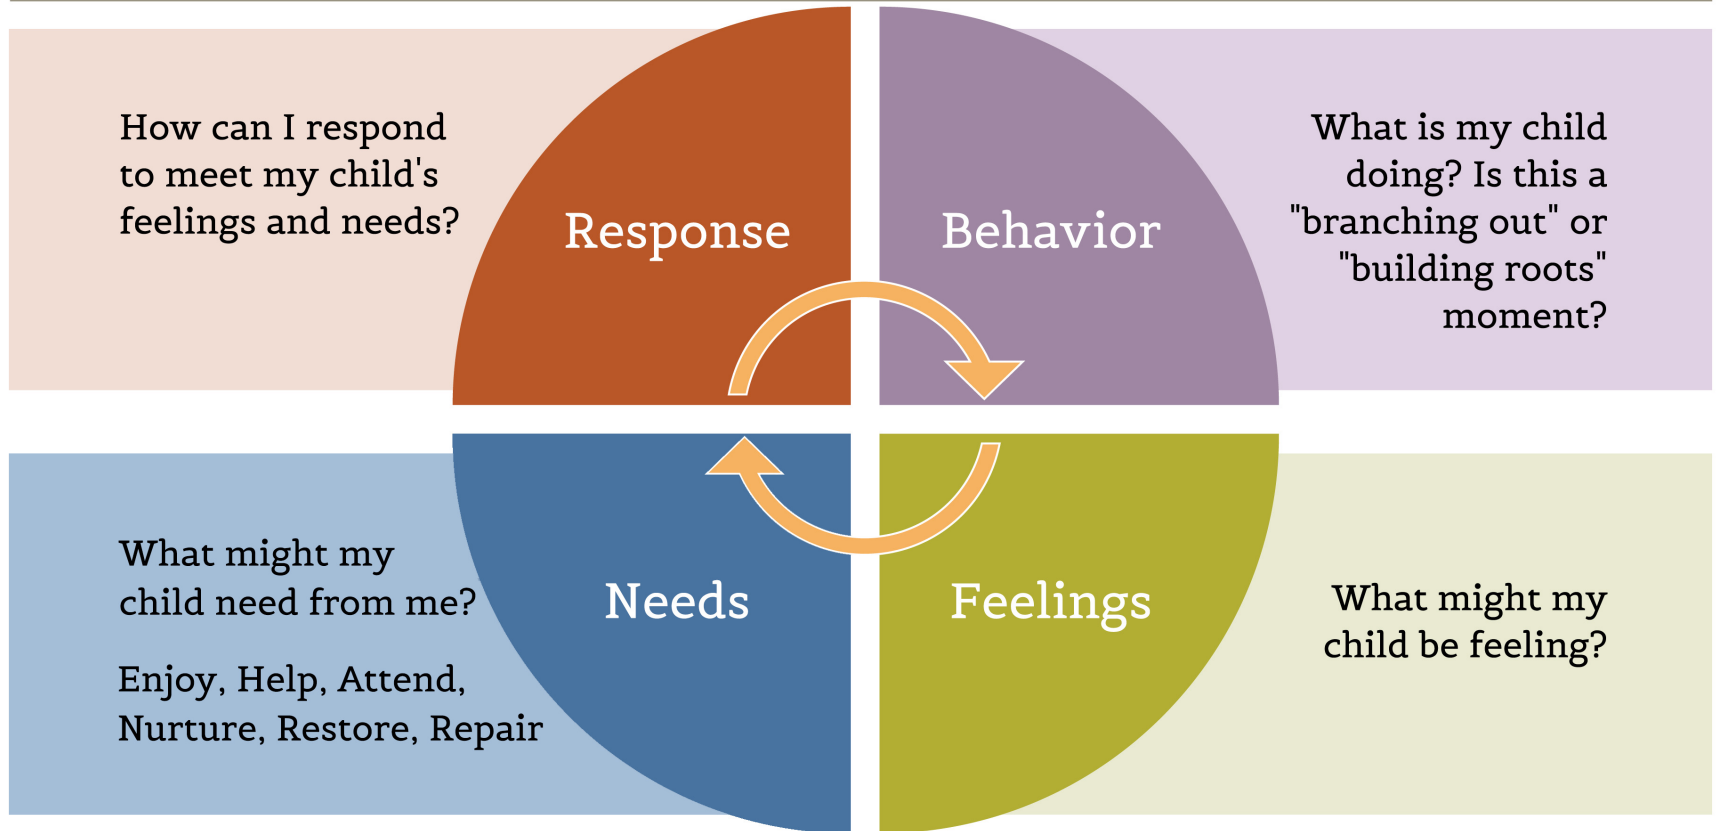 How can I respond
to meet my child's
feelings and needs?
Response
Behavior
What is my child
doing? Is this a
"branching out" or
"building roots"
moment?
What might my
child need from me?
Enjoy, Help, Attend,
Nurture, Restore, Repair
Needs
Feelings
What might my
child be feeling?